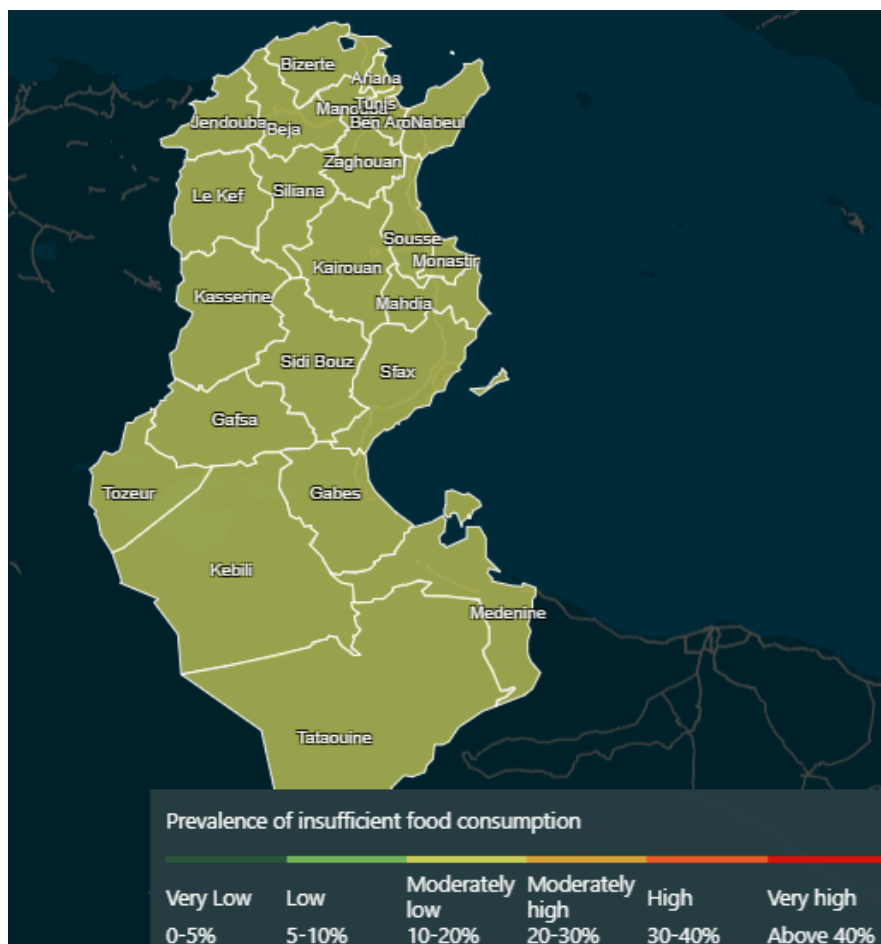 Bizerte
Ariana
Tunis
Manouba
Jendouba
Beja
Ben Aro
Nabeul
Zaghouan
Le Kef
Siliana
Sousse
Monastir
Kairouan
Kasserine
Mahdia
Sidi Bouz
Sfax
Gafsa
Tozeur
Gabes
Kebili
Medenine
Tataouine
Prevalence of insufficient food consumption
Very Low
Low
Moderately low
Moderately high
High
Very high
0-5%
5-10%
10-20%
20-30%
30-40%
Above 40%